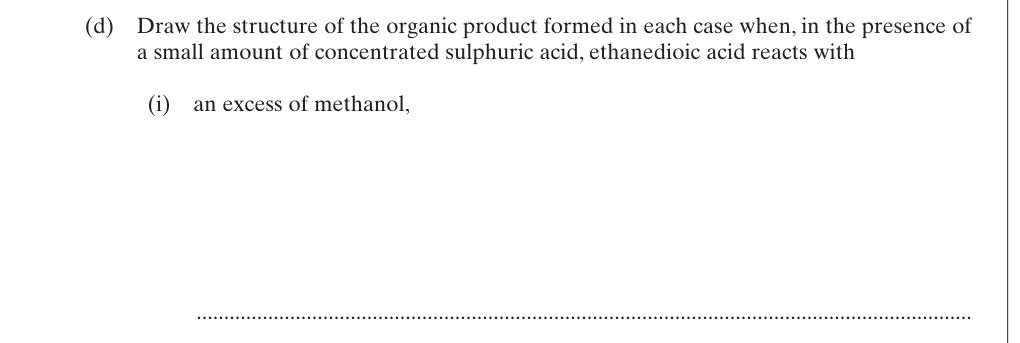 (d) Draw the structure of the organic product formed in each case when, in the presence of
a small amount of concentrated sulphuric acid, ethanedioic acid reacts with
(i) an excess of methanol,